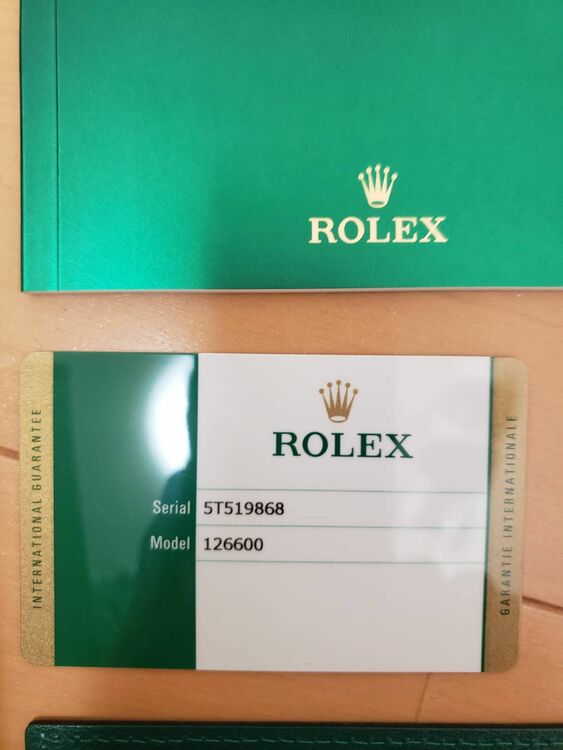 ROLEX
INTERNATIONAL GUARANTEE
ROLEX
Serial 5T519868
Model 126600
GARANTIE INTERNATIONALE